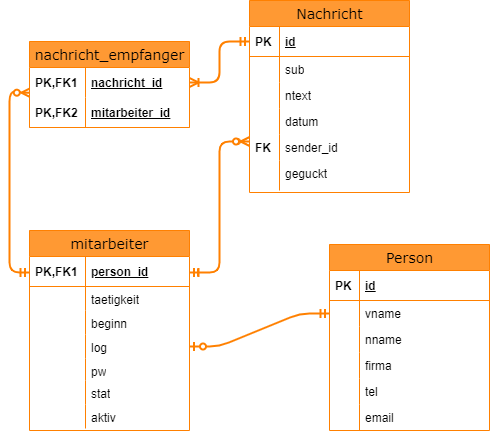 Nachricht
PK id
sub
ntext
datum
FK sender_id
geguckt
nachricht_empfanger
PK,FK1 nachricht_id
PK,FK2 mitarbeiter_id
mitarbeiter
PK,FK1 person_id
taetigkeit
beginn
log
pw
stat
aktiv
Person
PK id
vname
nname
firma
tel
email